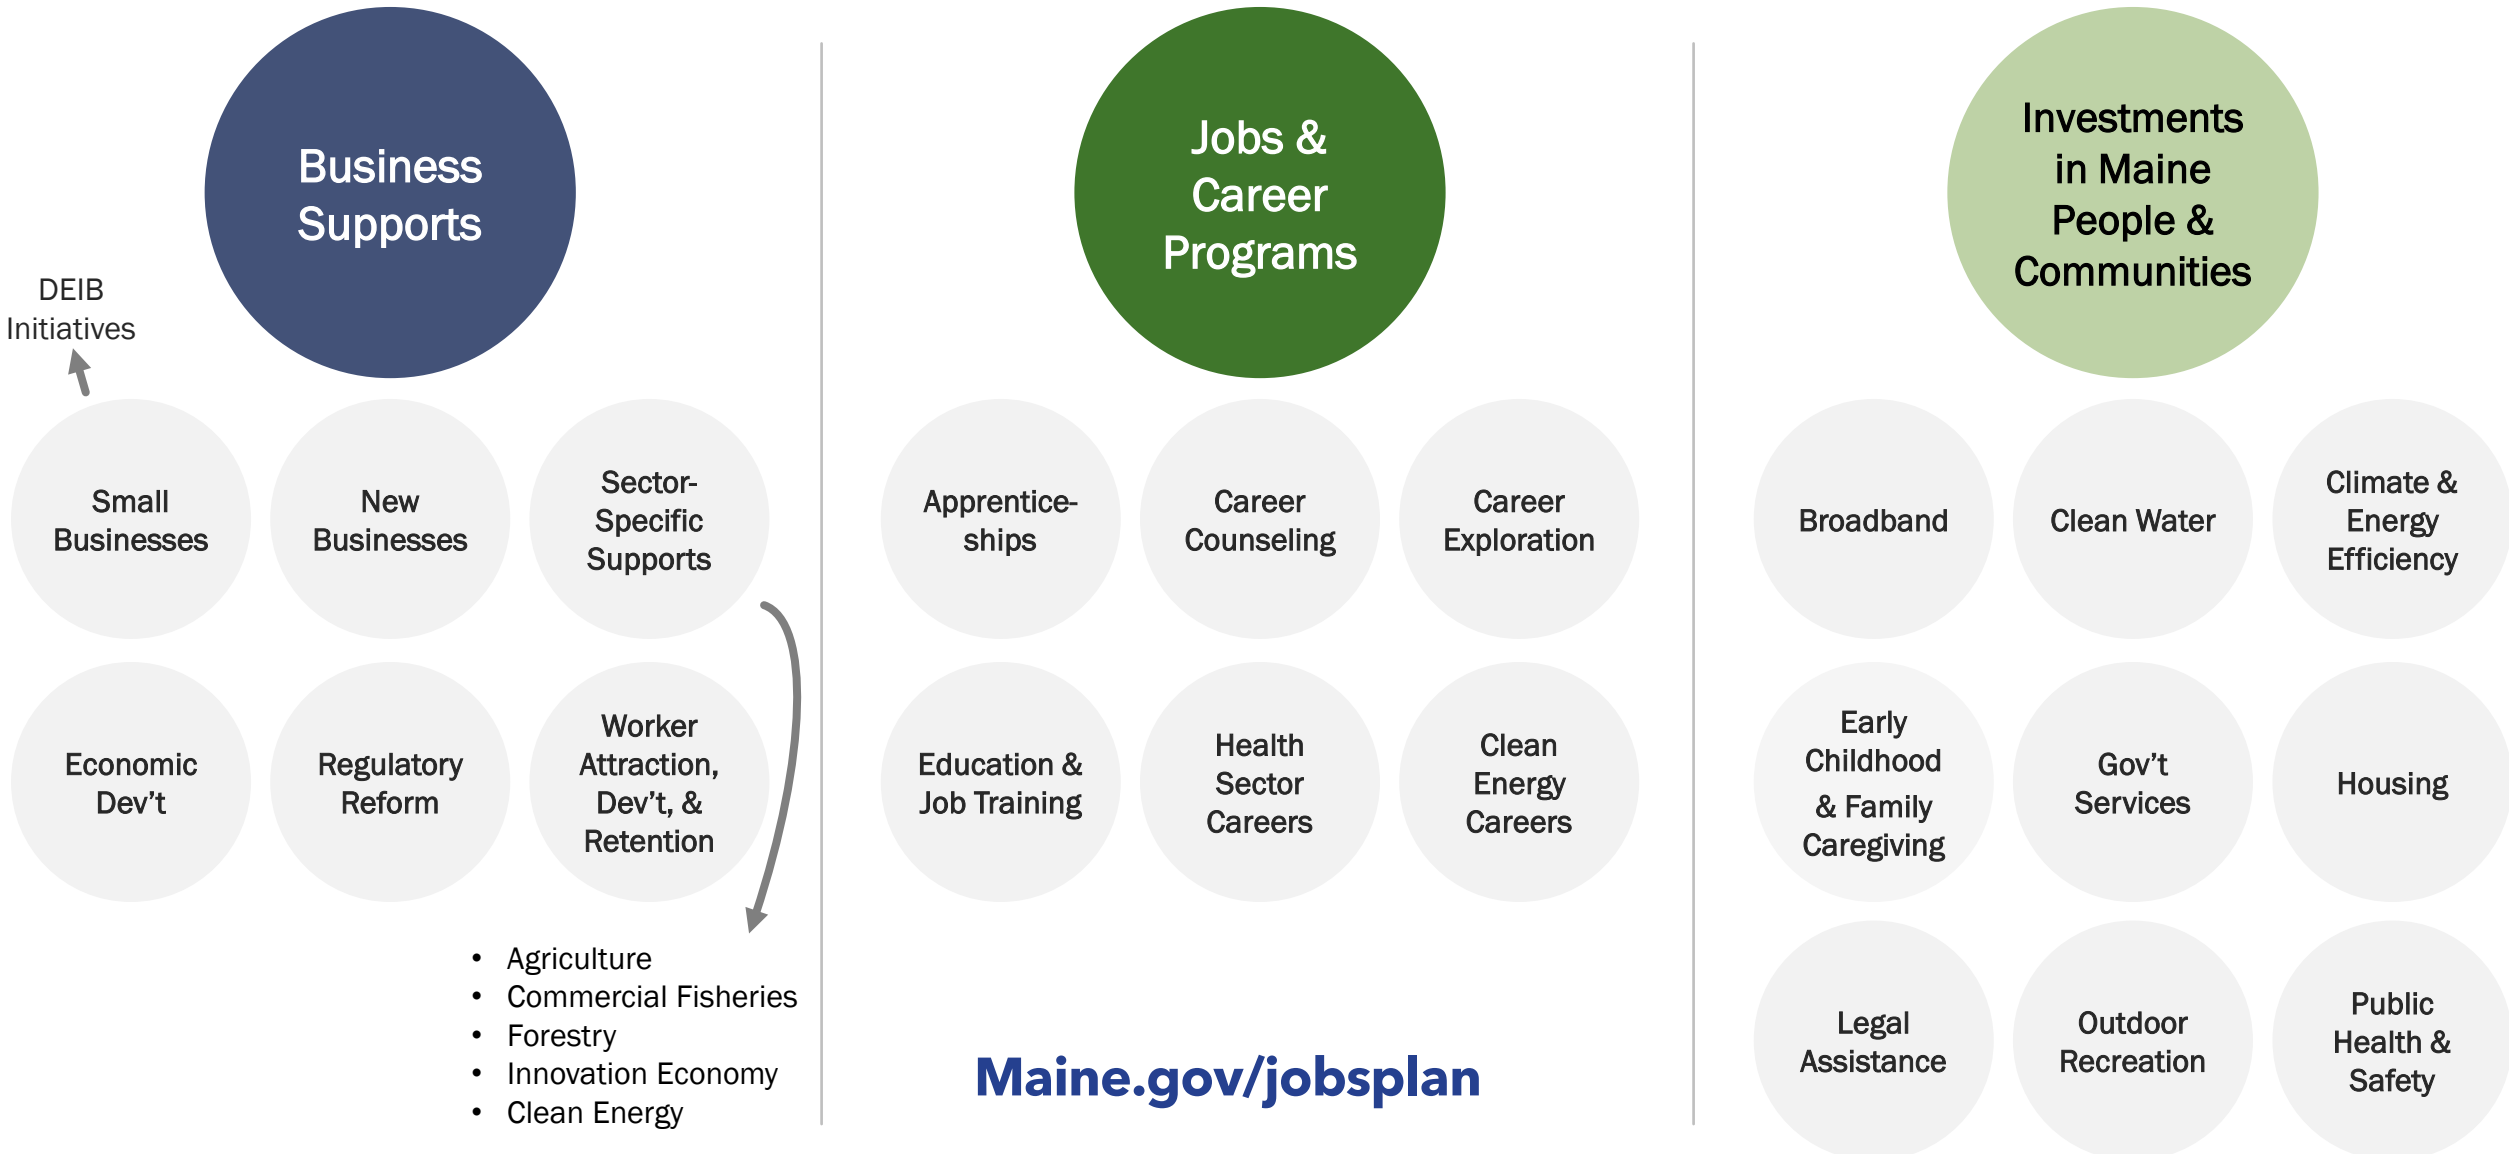 Business
Supports
DEIB
Initiatives
Small
Businesses
New
Businesses
Sector-
Specific
Supports
Economic
Dev’t
Regulatory
Reform
Worker
Attraction,
Dev’t, &
Retention
• Agriculture
• Commercial Fisheries
• Forestry
• Innovation Economy
• Clean Energy
Jobs &
Career
Programs
Apprentice-
ships
Career
Counseling
Career
Exploration
Education &
Job Training
Health
Sector
Careers
Clean
Energy
Careers
Maine.gov/jobsplan
Investments
in Maine
People &
Communities
Broadband
Clean Water
Climate &
Energy
Efficiency
Early
Childhood
& Family
Caregiving
Gov’t
Services
Housing
Legal
Assistance
Outdoor
Recreation
Public
Health &
Safety